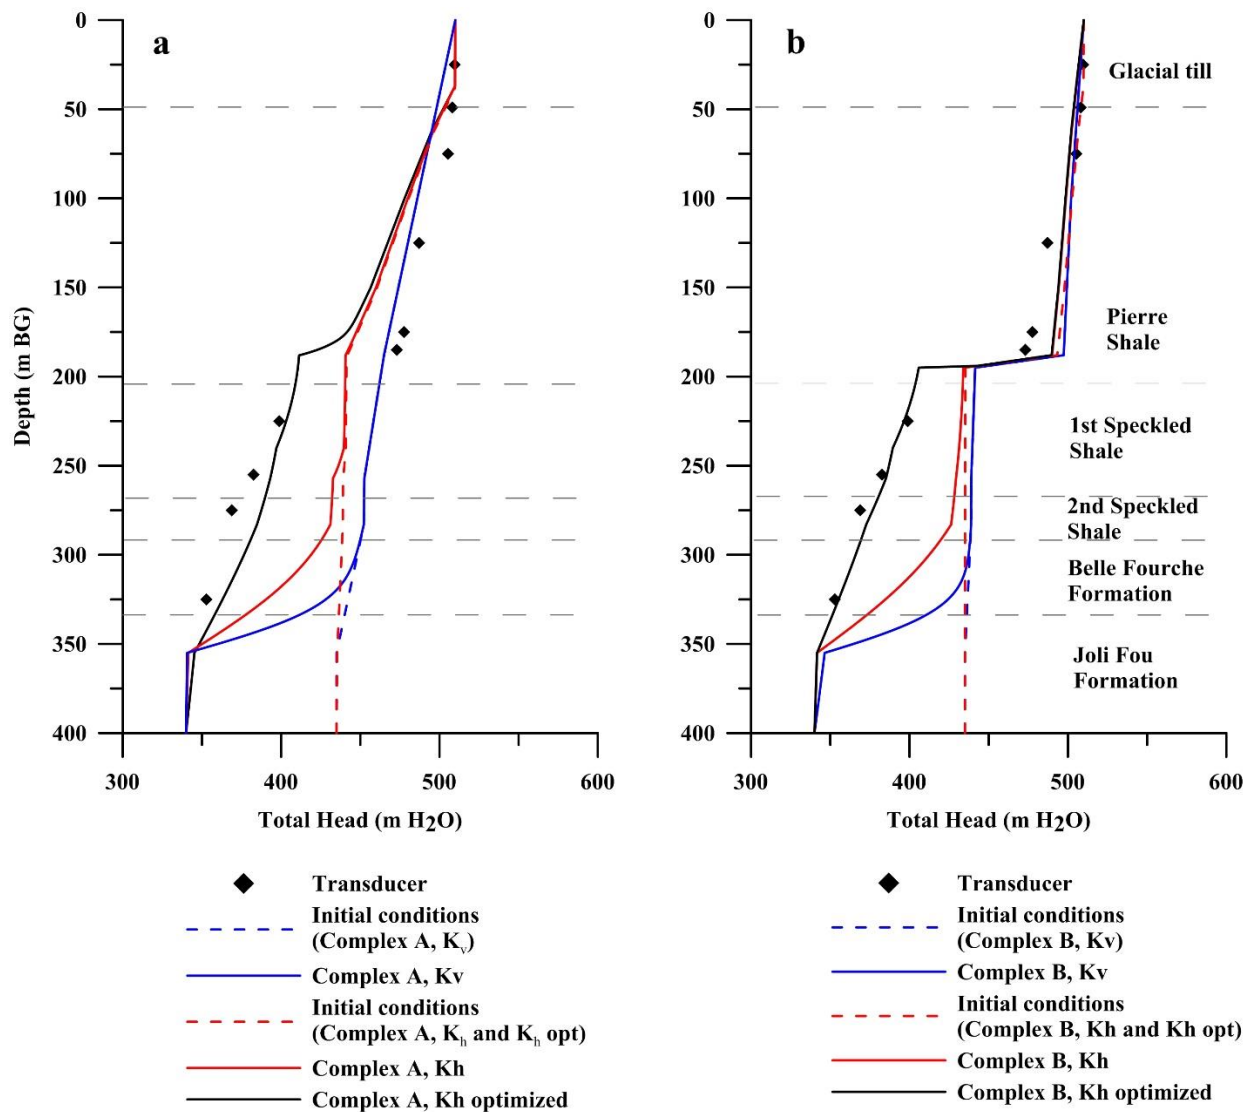 a
0
50
100
150
200
250
300
350
400
Depth (m BG)
300
400
500
600
Total Head (m H2O)
b
0
50
100
150
200
250
300
350
400
300
400
500
600
Total Head (m H2O)
Glacial till
Pierre
Shale
1st Speckled
Shale
2nd Speckled
Shale
Belle Fourche
Formation
Joli Fou
Formation
Transducer
Initial conditions
(Complex A, Kv)
Complex A, Kv
Initial conditions
(Complex A, Kh and Kh opt)
Complex A, Kh
Complex A, Kh optimized
Transducer
Initial conditions
(Complex B, Kv)
Complex B, Kv
Initial conditions
(Complex B, Kh and Kh opt)
Complex B, Kh
Complex B, Kh optimized